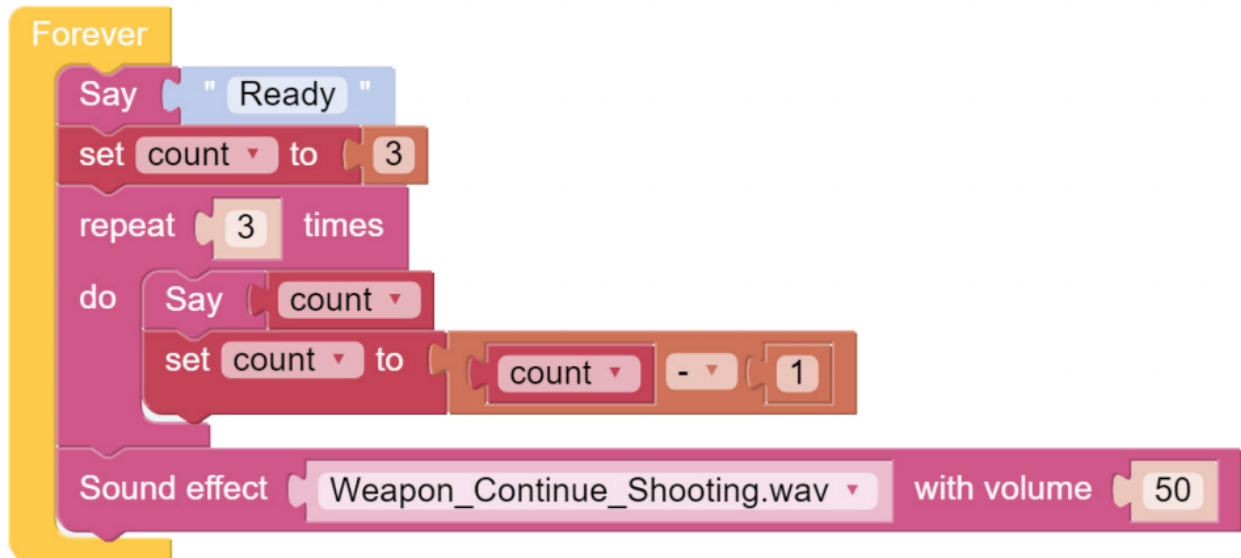 Forever
Say " Ready "
set count to 3
repeat 3 times
do Say count
set count to count - 1
Sound effect Weapon_Continue_Shooting.wav with volume 50